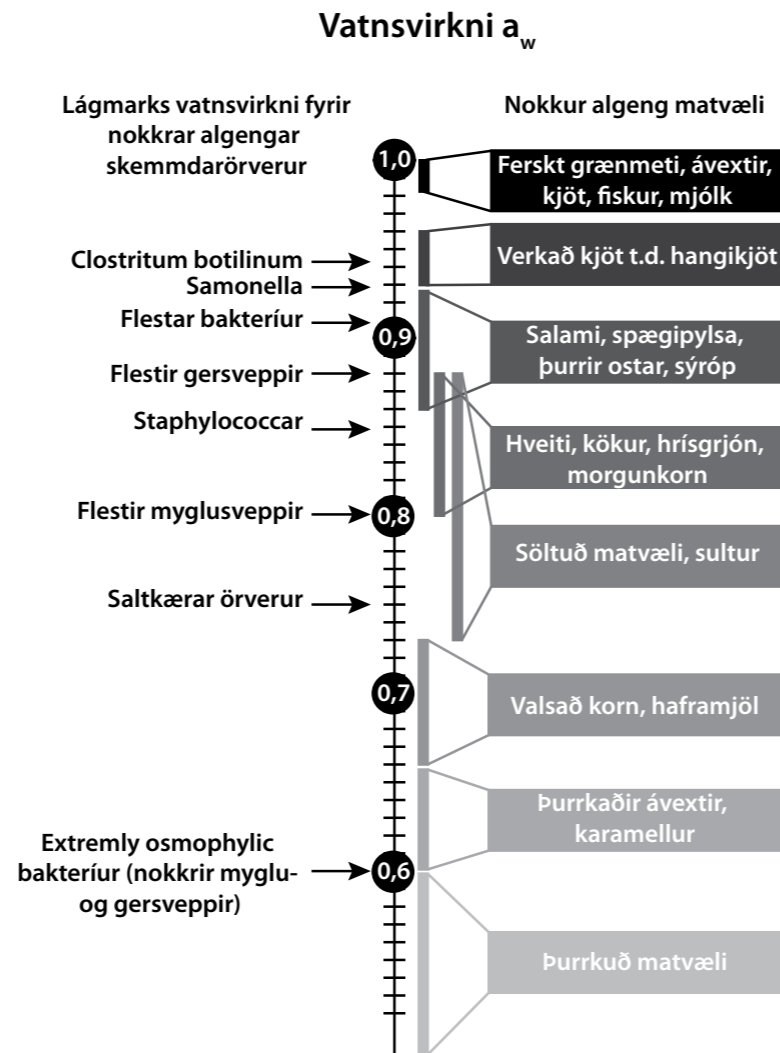 Vatnsvirkni aw
Lágmarks vatnsvirkni fyrir
nokkrar algengar
skemmdarörverur
Nokkur algeng matvæli
1,0
Ferskt grænmeti, ávextir,
kjöt, fiskur, mjólk
Clostritum botilinum
Verkað kjöt t.d. hangikjöt
Samonella
Flestar bakteríur
0,9
Salami, spægipylsa,
þurrir ostar, sýróp
Flestir gersveppir
Staphylococcar
Hveiti, kökur, hrísgrjón,
morgunkorn
Flestir myglusveppir
0,8
Söltuð matvæli, sultur
Saltkærar örverur
0,7
Valsað korn, haframjöl
Þurrkaðir ávextir,
karamellur
Extremly osmophylic
bakteríur (nokkrir myglu-
og gersveppir)
0,6
Þurrkuð matvæli